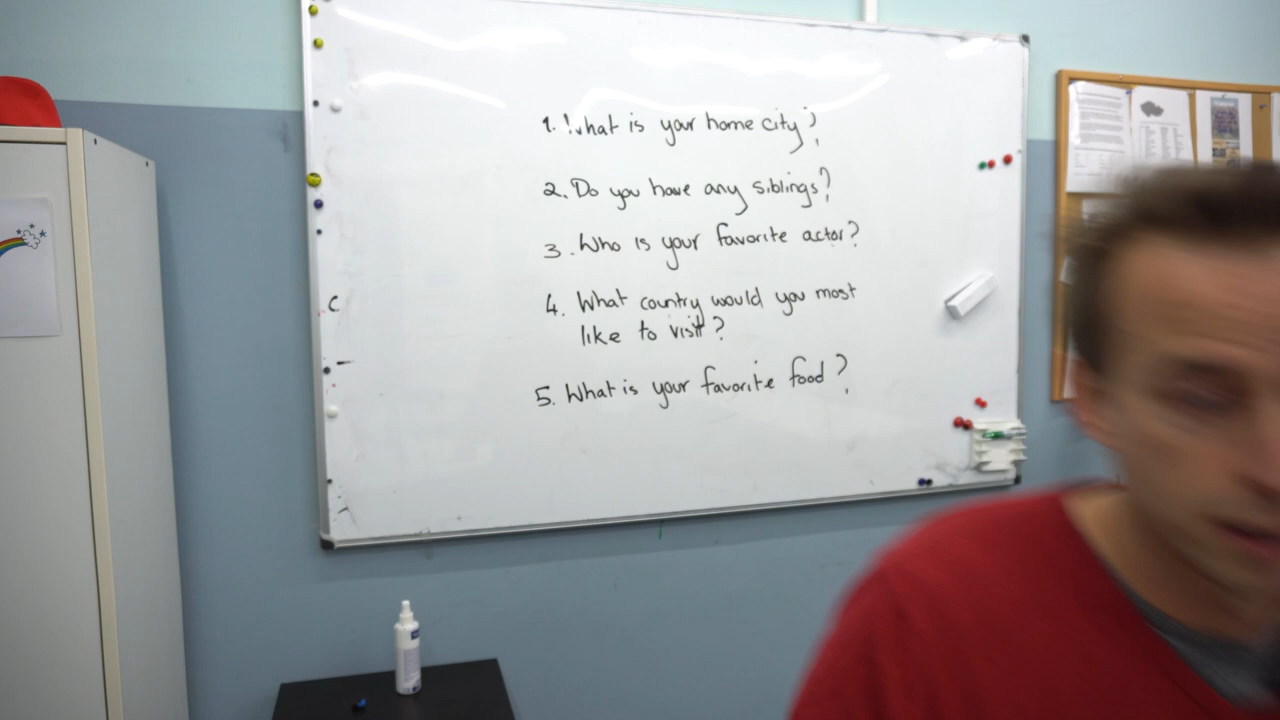 1. What is your home city?
2. Do you have any siblings?
3. Who is your favorite actor?
4. What country would you most
like to visit?
5. What is your favorite food?
C